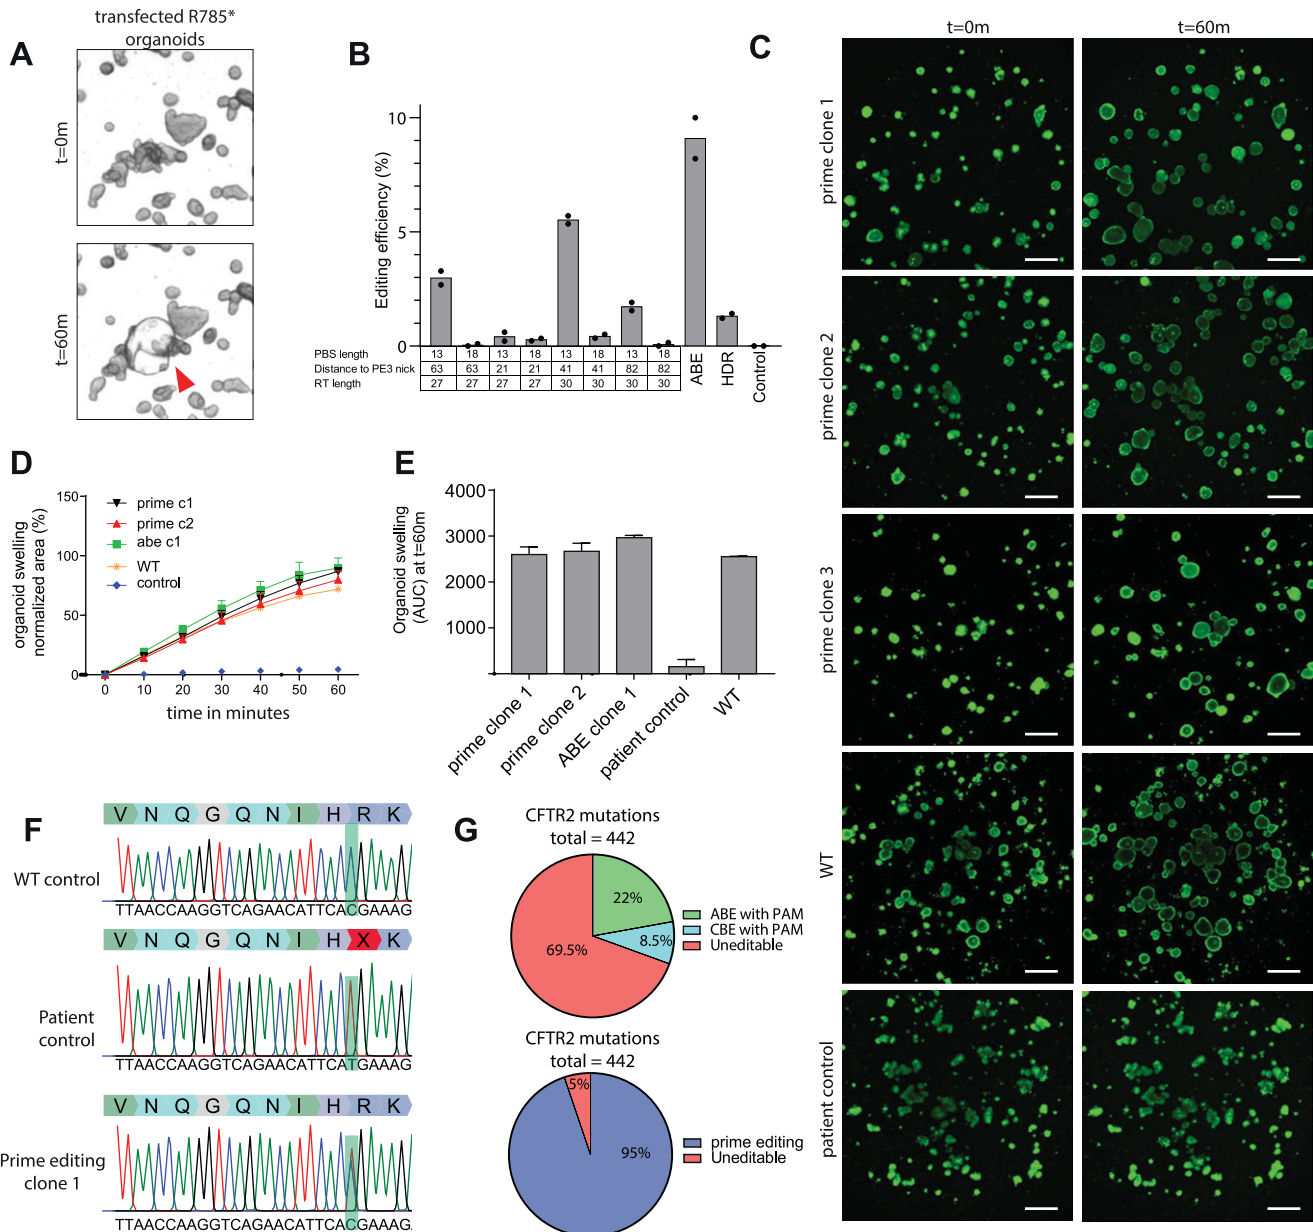 transfected R785*
organoids
A
t=0m
t=60m
B
Editing efficiency (%)
10
5
0
PBS length 13 18 13 18 13 18 13 18
Distance to PE3 nick 63 63 21 21 41 41 82 82
RT length 27 27 27 27 30 30 30 30
ABE
HDR
Control
C
t=0m t=60m
prime clone 1
prime clone 2
prime clone 3
WT
patient control
D
organoid swelling
normalized area (%)
150
100
50
0
prime c1
prime c2
abe c1
WT
control
0 10 20 30 40 50 60
time in minutes
E
Organoid swelling
(AUC) at t=60m
4000
3000
2000
1000
prime clone 1
prime clone 2
ABE clone 1
patient control
WT
F
V N Q G Q N I H R K
WT control
TTAACCAAGGTCAGAACATTCACGAAAG
V N Q G Q N I H X K
Patient
control
TTAACCAAGGTCAGAACATTCATGAAAG
V N Q G Q N I H R K
Prime editing
clone 1
TTAACCAAGGTCAGAACATTCACGAAAG
G
CFTR2 mutations
total = 442
22%
8.5%
69.5%
ABE with PAM
CBE with PAM
Uneditable
CFTR2 mutations
total = 442
5%
95%
prime editing
Uneditable